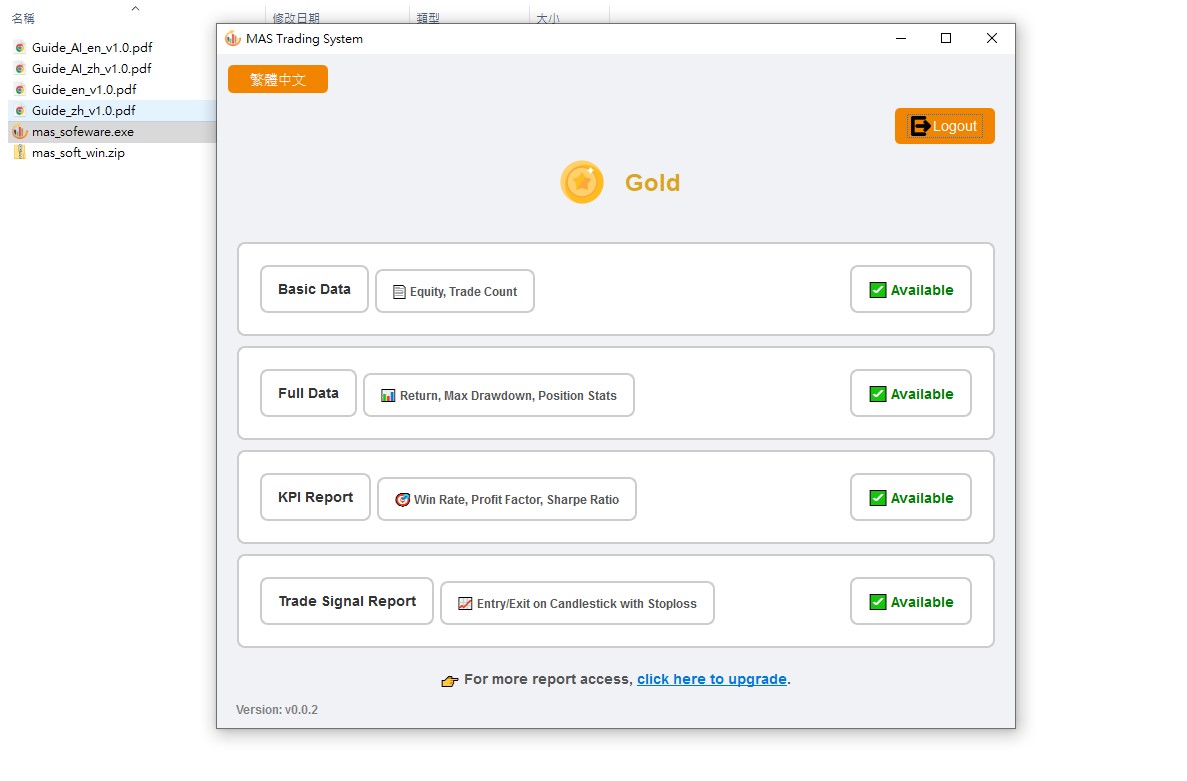 名稱 修改日期 類型 大小
Guide_AI_en_v1.0.pdf
Guide_AI_zh_v1.0.pdf
Guide_en_v1.0.pdf
Guide_zh_v1.0.pdf
mas_sofeware.exe
mas_soft_win.zip
MAS Trading System
繁體中文
Logout
Gold
Basic Data Equity, Trade Count Available
Full Data Return, Max Drawdown, Position Stats Available
KPI Report Win Rate, Profit Factor, Sharpe Ratio Available
Trade Signal Report Entry/Exit on Candlestick with Stoploss Available
For more report access, click here to upgrade.
Version: v0.0.2